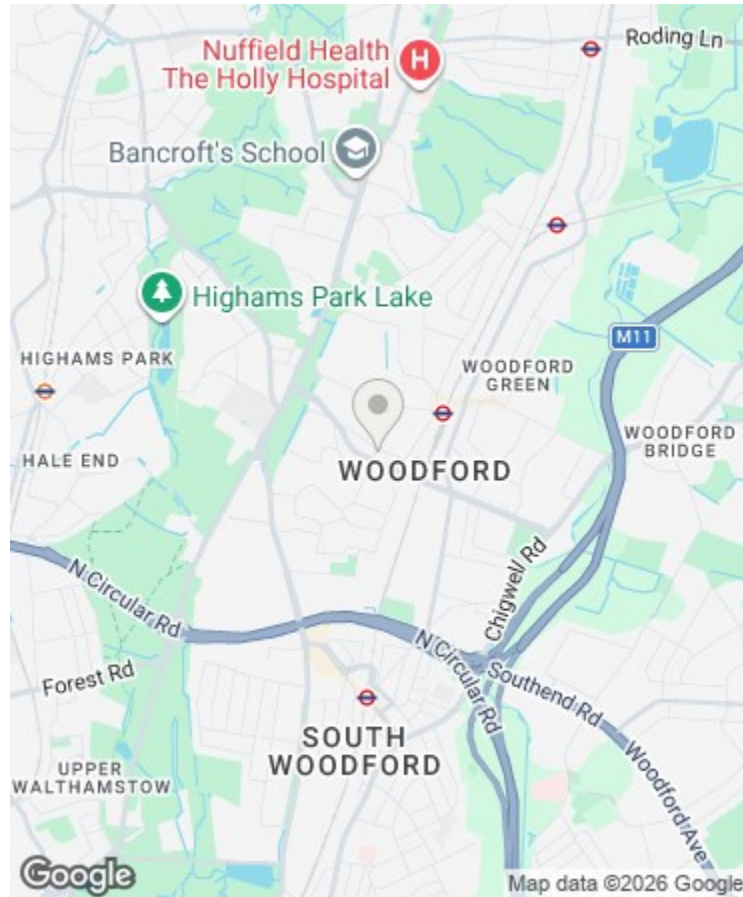 Roding Ln
Nuffield Health
The Holly Hospital
H
Bancroft's School
Highams Park Lake
M11
HIGHAMS PARK
WOODFORD
GREEN
HALE END
WOODFORD
BRIDGE
WOODFORD
Chigwell Rd
N Circular Rd
N Circular Rd
Forest Rd
Southend Rd
SOUTH
WOODFORD
Woodford Ave
UPPER
WALTHAMSTOW
Google
Map data ©2026 Google